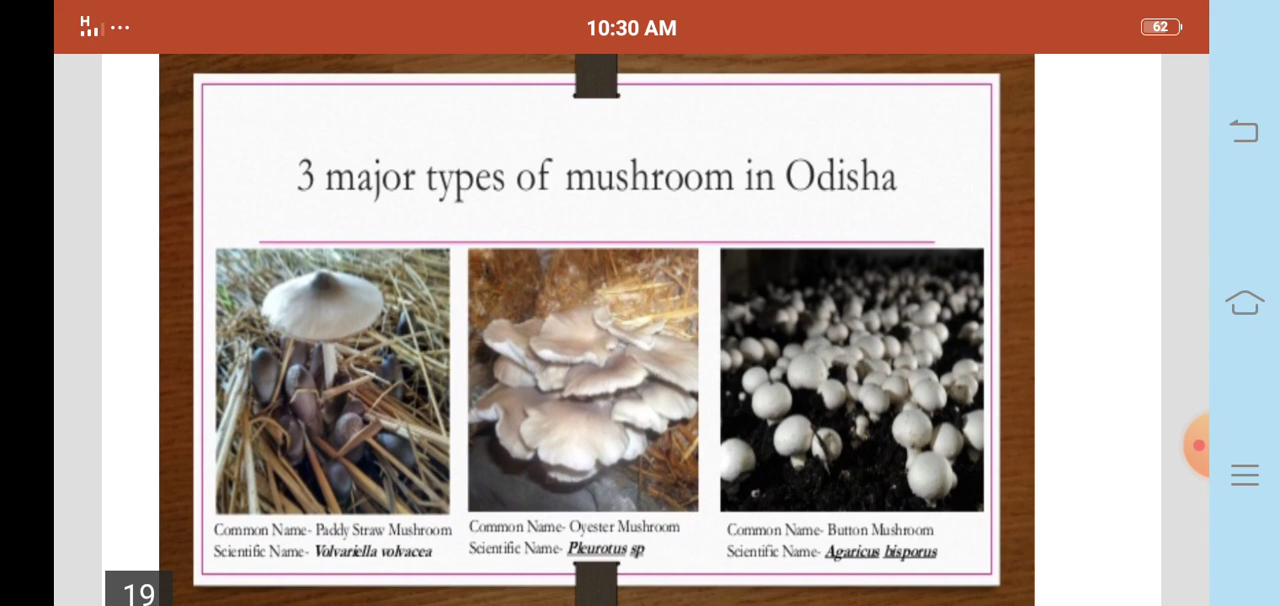 H
10:30 AM
62
3 major types of mushroom in Odisha
Common Name- Paddy Straw Mushroom
Scientific Name- Volvariella volvacea
Common Name- Oyester Mushroom
Scientific Name- Pleurotus sp
Common Name- Button Mushroom
Scientific Name- Agaricus bisporus
19